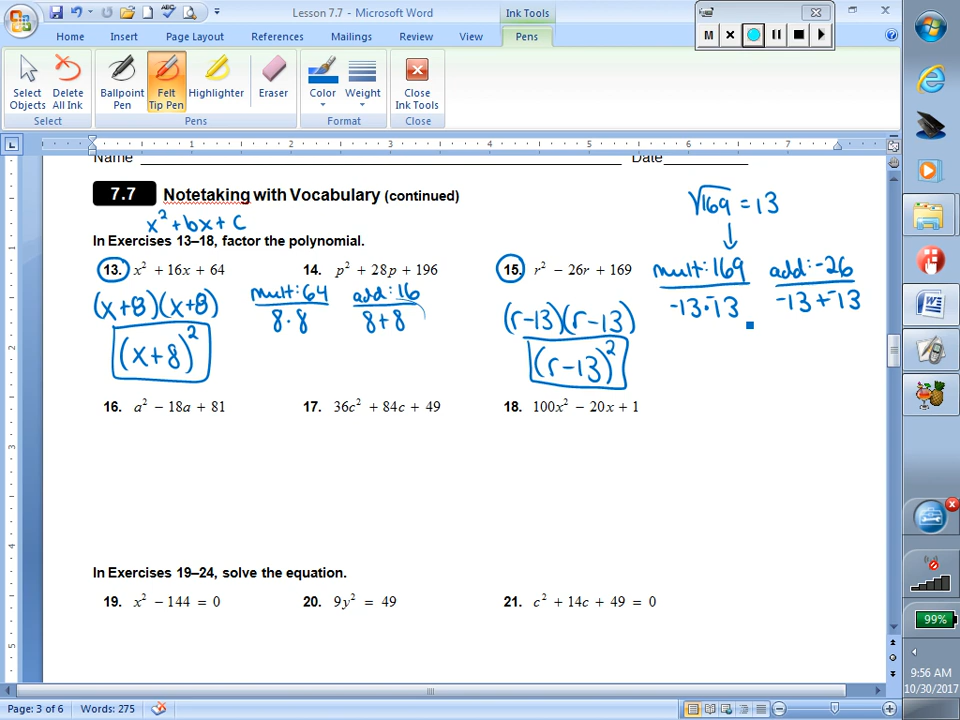 Lesson 7.7 - Microsoft Word
Ink Tools
Home
Insert
Page Layout
References
Mailings
Review
View
Pens
M
Select Objects
Delete All Ink
Ballpoint Pen
Felt Tip Pen
Highlighter
Eraser
Color
Weight
Close Ink Tools
Select
Pens
Format
Close
1 2 3 4 5 6 7
Name Date
7.7 Notetaking with Vocabulary (continued)
√169 = 13
x² + bx + c
In Exercises 13–18, factor the polynomial.
13. x² + 16x + 64
14. p² + 28p + 196
15. r² − 26r + 169
mult: 169 add: -26
-13·-13 -13 + -13
(x+8)(x+8)
mult: 64 add: 16
8·8 8+8
(r-13)(r-13)
(x+8)²
(r-13)²
16. a² − 18a + 81
17. 36c² + 84c + 49
18. 100x² − 20x + 1
In Exercises 19–24, solve the equation.
19. x² − 144 = 0
20. 9y² = 49
21. c² + 14c + 49 = 0
99%
9:56 AM
10/30/2017
Page: 3 of 6
Words: 275